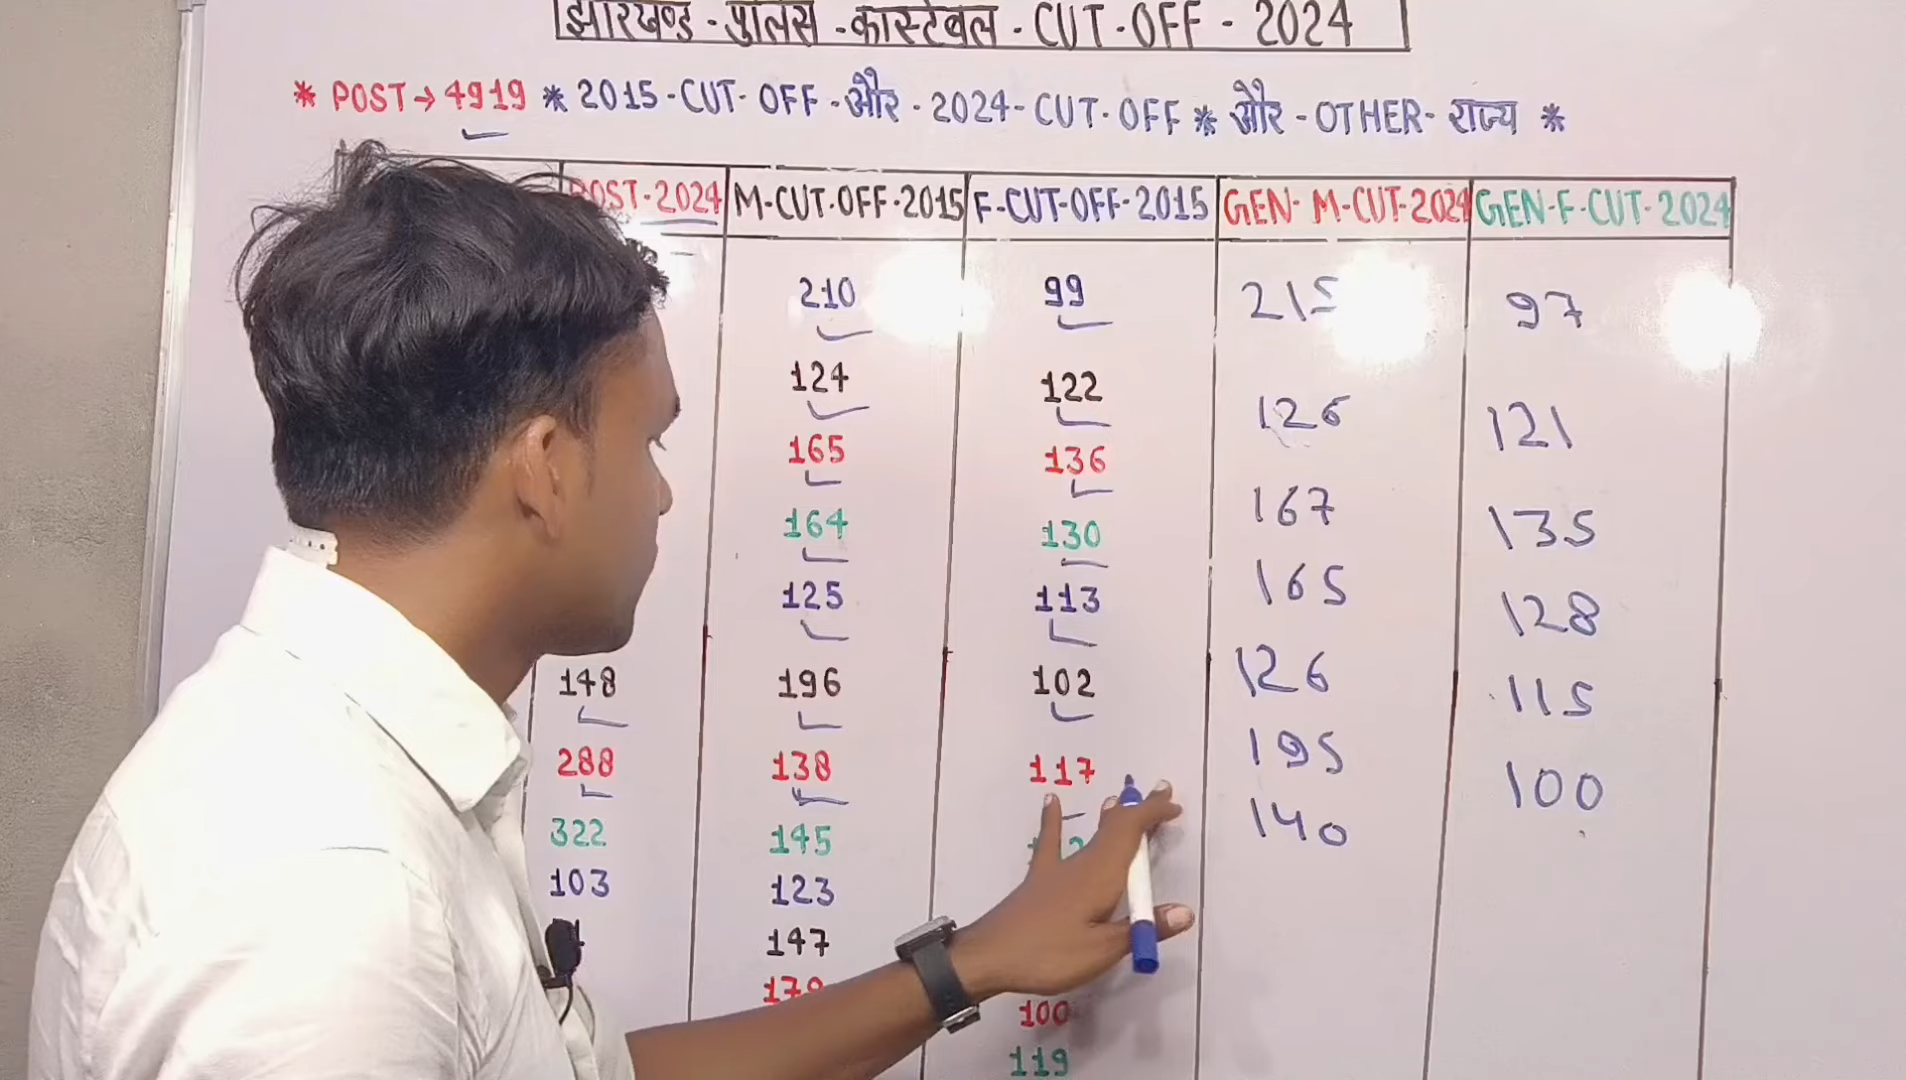 झारखण्ड - पुलिस - कास्टेबल - CUT - OFF - 2024
* POST → 4919 * 2015 - CUT - OFF - और - 2024 - CUT - OFF * और - OTHER - राज्य *
POST-2024 M-CUT-OFF-2015 F-CUT-OFF-2015 GEN- M-CUT-2024 GEN-F-CUT-2024
210 99 215 97
124 122 126 121
165 136 167 135
164 130 165 128
125 113 126 115
148 196 102 195 100
288 138 117 140
322 145
103 123
147
100
119